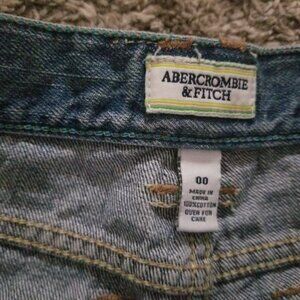 ABERCROMBIE
& FITCH
00
MADE IN
CHINA
100%COTTON
OVER FOR
CARE